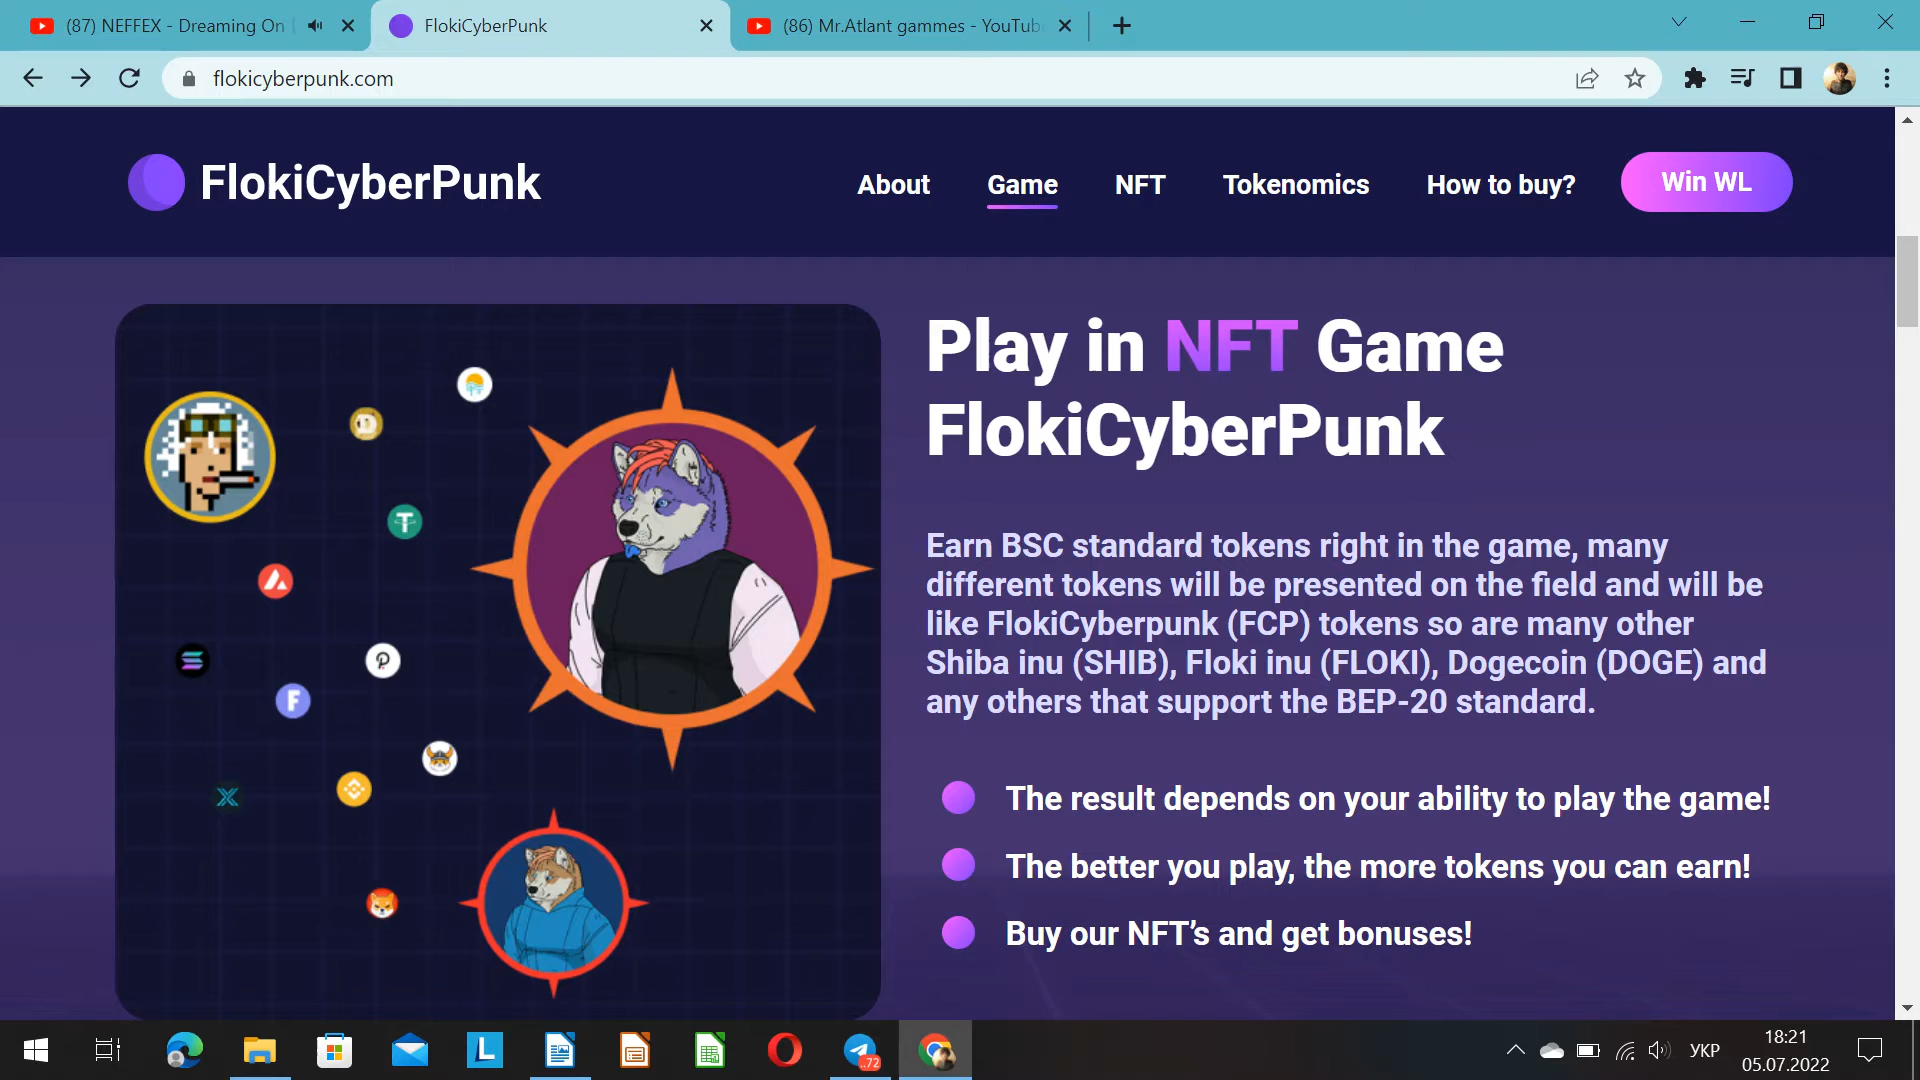 (87) NEFFEX - Dreaming On
FlokiCyberPunk
(86) Mr.Atlant gammes - YouTub
flokicyberpunk.com
FlokiCyberPunk
About
Game
NFT
Tokenomics
How to buy?
Win WL
Play in NFT Game
FlokiCyberPunk
Earn BSC standard tokens right in the game, many
different tokens will be presented on the field and will be
like FlokiCyberpunk (FCP) tokens so are many other
Shiba inu (SHIB), Floki inu (FLOKI), Dogecoin (DOGE) and
any others that support the BEP-20 standard.
The result depends on your ability to play the game!
The better you play, the more tokens you can earn!
Buy our NFT’s and get bonuses!
L
..72
УКР
18:21
05.07.2022